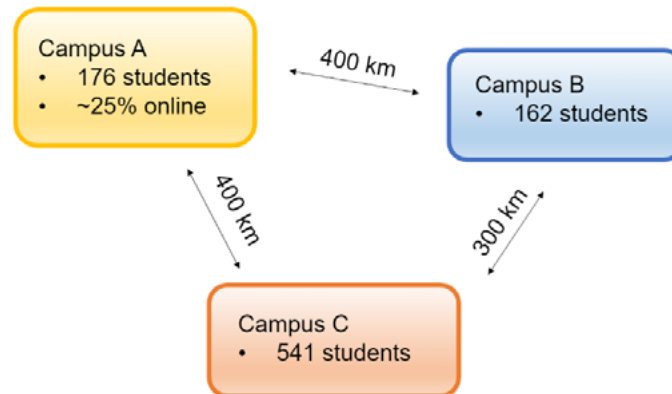 Campus A
• 176 students
• ~25% online
400 km
Campus B
• 162 students
400 km
300 km
Campus C
• 541 students